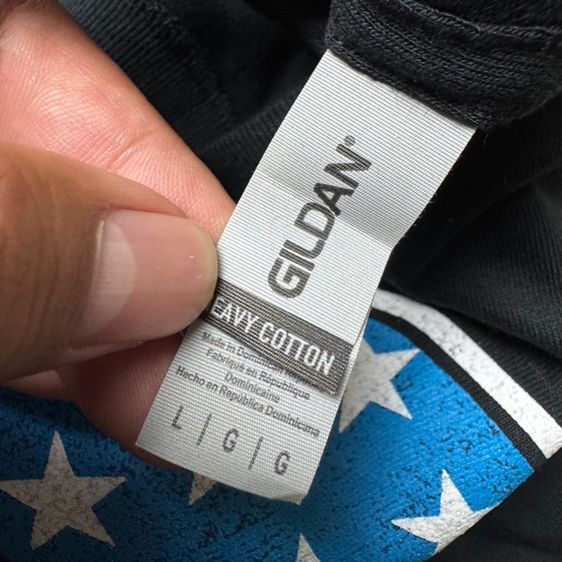 GILDAN®
EAVY COTTON
Made in Dominican
Fabriqué en République
Dominicaine
Hecho en República Dominicana
L | G | G